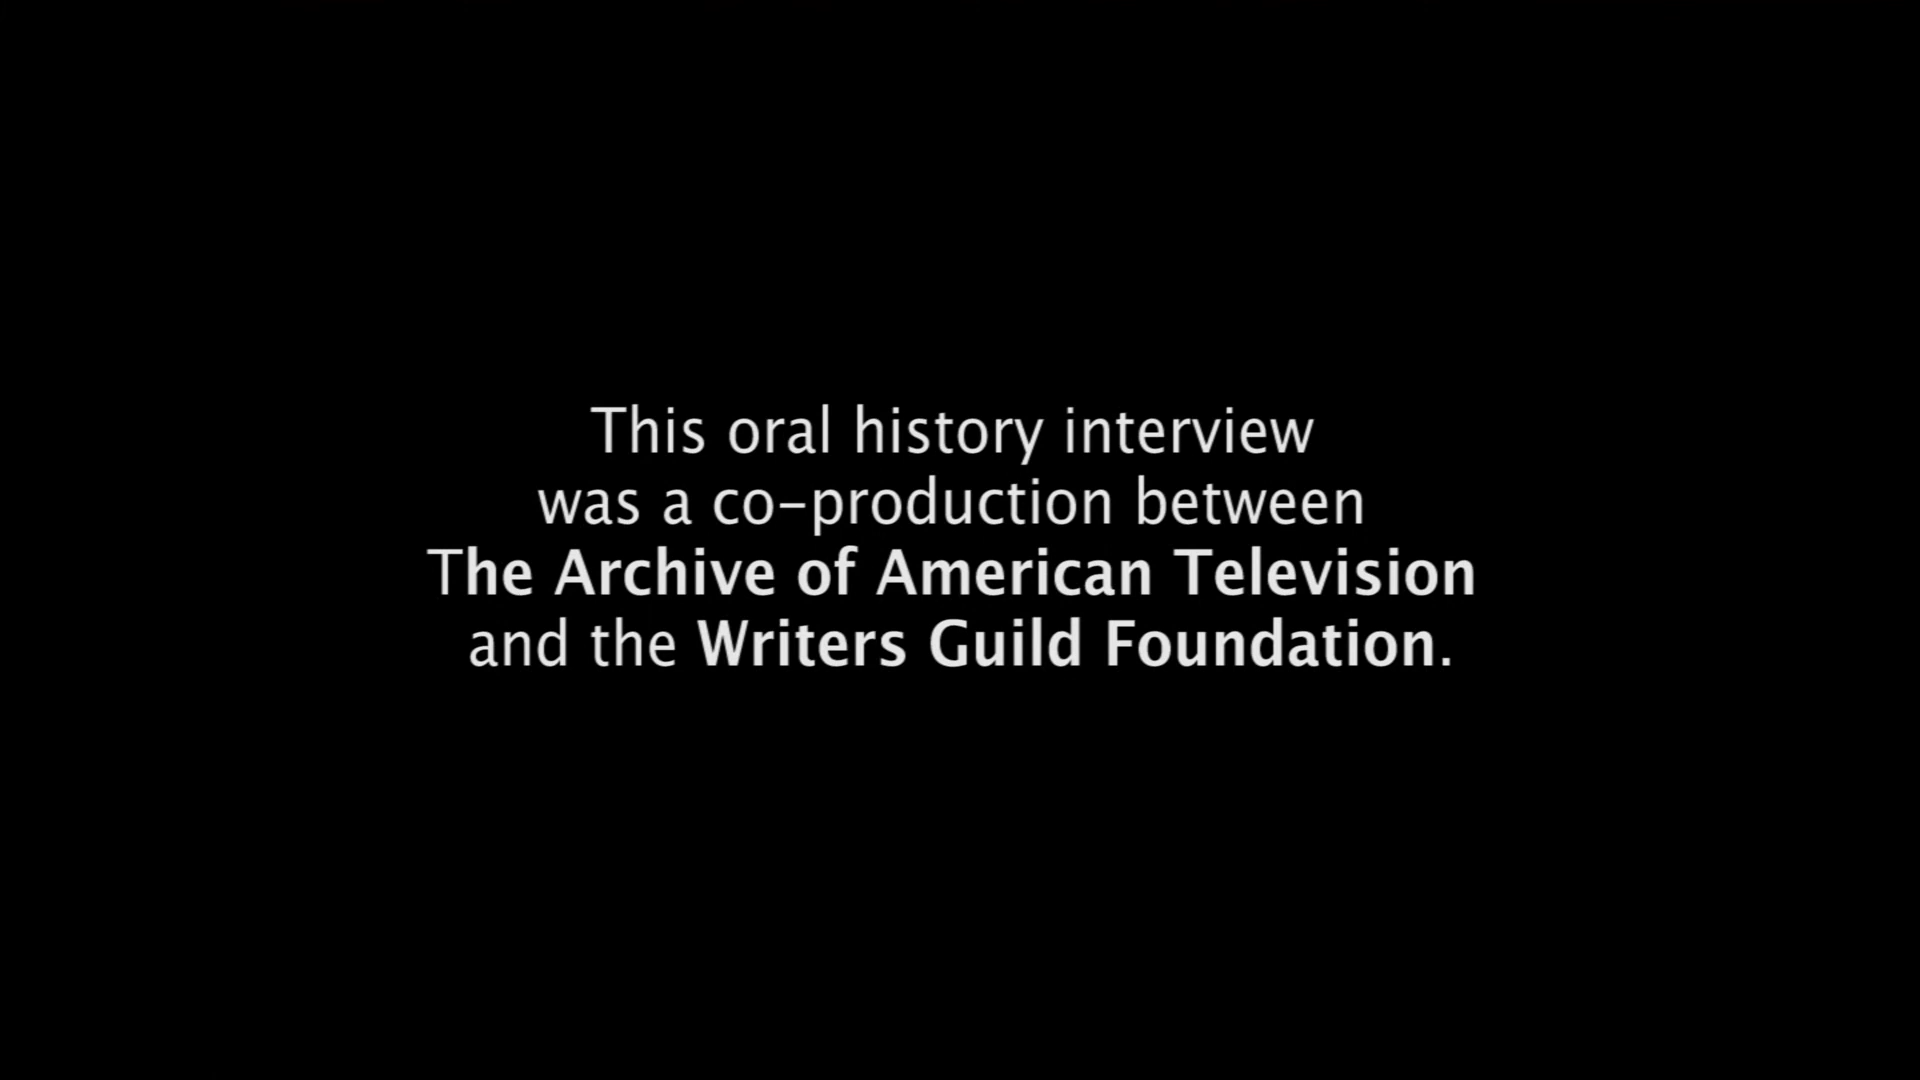 This oral history interview
was a co-production between
The Archive of American Television
and the Writers Guild Foundation.